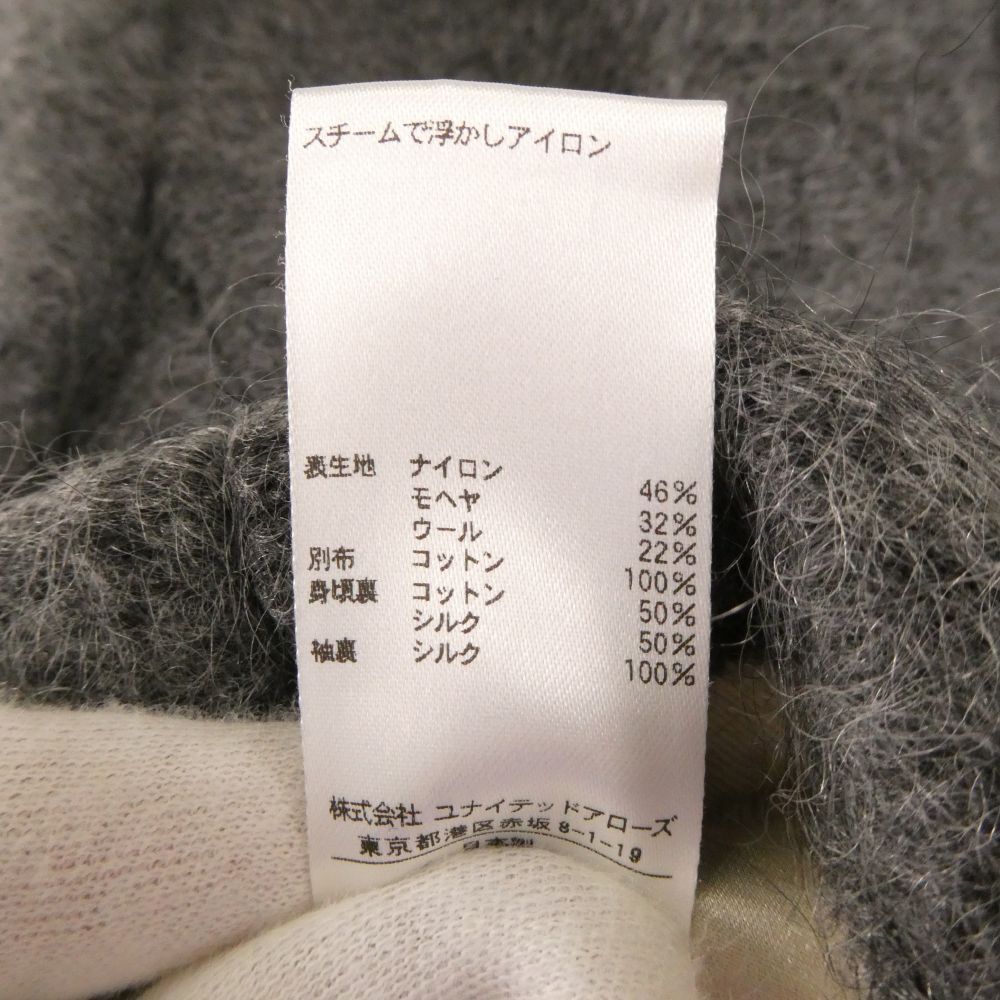 スチームで浮かしアイロン
表生地 ナイロン 46%
モヘヤ 32%
ウール 22%
別布 コットン 100%
身頃裏 コットン 50%
シルク 50%
袖裏 シルク 100%
株式会社 ユナイテッドアローズ
東京都港区赤坂8-1-19
日本製